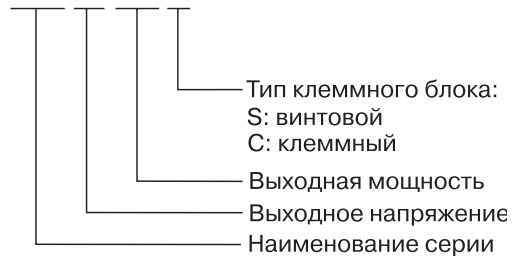 Тип клеммного блока:
S: винтовой
C: клеммный
Выходная мощность
Выходное напряжение
Наименование серии